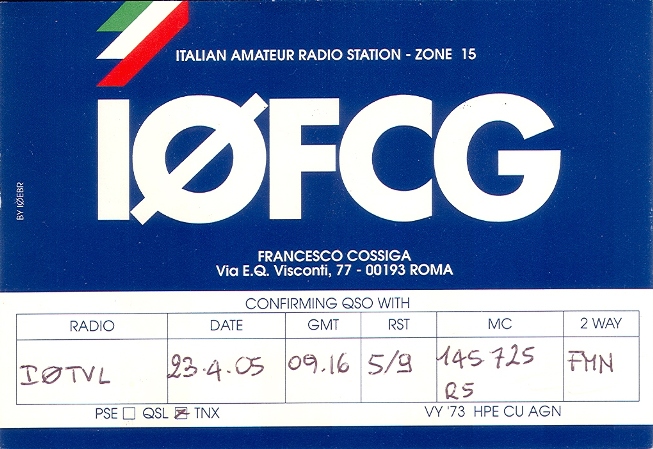 ITALIAN AMATEUR RADIO STATION - ZONE 15
IØFCG
BY IØEBR
FRANCESCO COSSIGA
Via E.Q. Visconti, 77 - 00193 ROMA
CONFIRMING QSO WITH
RADIO DATE GMT RST MC 2 WAY
IØTVL 23.4.05 09.16 5/9 145725 FMN
R5
PSE ☐ QSL ☒ TNX VY '73 HPE CU AGN